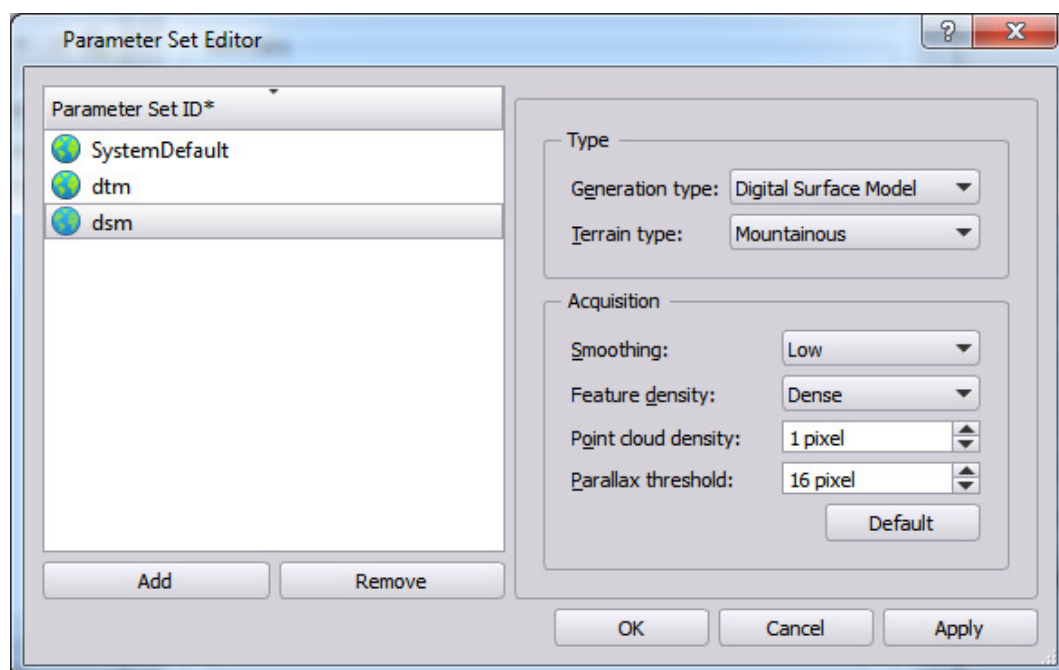 Parameter Set Editor
Parameter Set ID*
SystemDefault
dtm
dsm
Add
Remove
Type
Generation type: Digital Surface Model
Terrain type: Mountainous
Acquisition
Smoothing: Low
Feature density: Dense
Point cloud density: 1 pixel
Parallax threshold: 16 pixel
Default
OK
Cancel
Apply